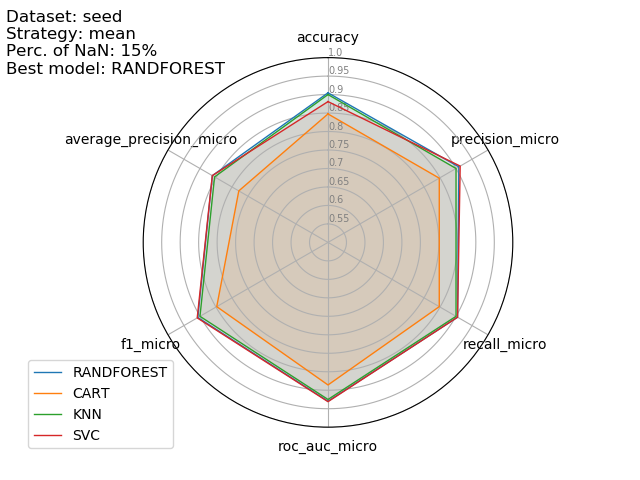 Dataset: seed
Strategy: mean
Perc. of NaN: 15%
Best model: RANDFOREST
accuracy
1.0
0.95
0.9
0.85
0.8
0.75
0.7
0.65
0.6
0.55
average_precision_micro
precision_micro
f1_micro
recall_micro
roc_auc_micro
RANDFOREST
CART
KNN
SVC